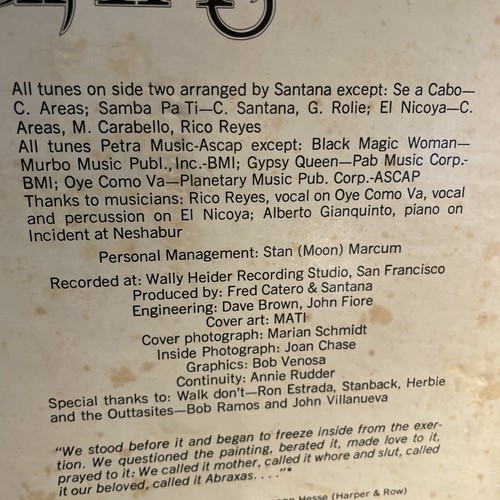 All tunes on side two arranged by Santana except: Se a Cabo—
C. Areas; Samba Pa Ti—C. Santana, G. Rolie; El Nicoya—C.
Areas, M. Carabello, Rico Reyes
All tunes Petra Music-Ascap except: Black Magic Woman—
Murbo Music Publ., Inc.-BMI; Gypsy Queen—Pab Music Corp.-
BMI; Oye Como Va—Planetary Music Pub. Corp.-ASCAP
Thanks to musicians: Rico Reyes, vocal on Oye Como Va, vocal
and percussion on El Nicoya; Alberto Gianquinto, piano on
Incident at Neshabur
Personal Management: Stan (Moon) Marcum
Recorded at: Wally Heider Recording Studio, San Francisco
Produced by: Fred Catero & Santana
Engineering: Dave Brown, John Fiore
Cover art: MATI
Cover photograph: Marian Schmidt
Inside Photograph: Joan Chase
Graphics: Bob Venosa
Continuity: Annie Rudder
Special thanks to: Walk don't—Ron Estrada, Stanback, Herbie
and the Outtasites—Bob Ramos and John Villanueva
"We stood before it and began to freeze inside from the exer-
tion. We questioned the painting, berated it, made love to it,
prayed to it: We called it mother, called it whore and slut, called
it our beloved, called it Abraxas. . . ."*
Hesse (Harper & Row)